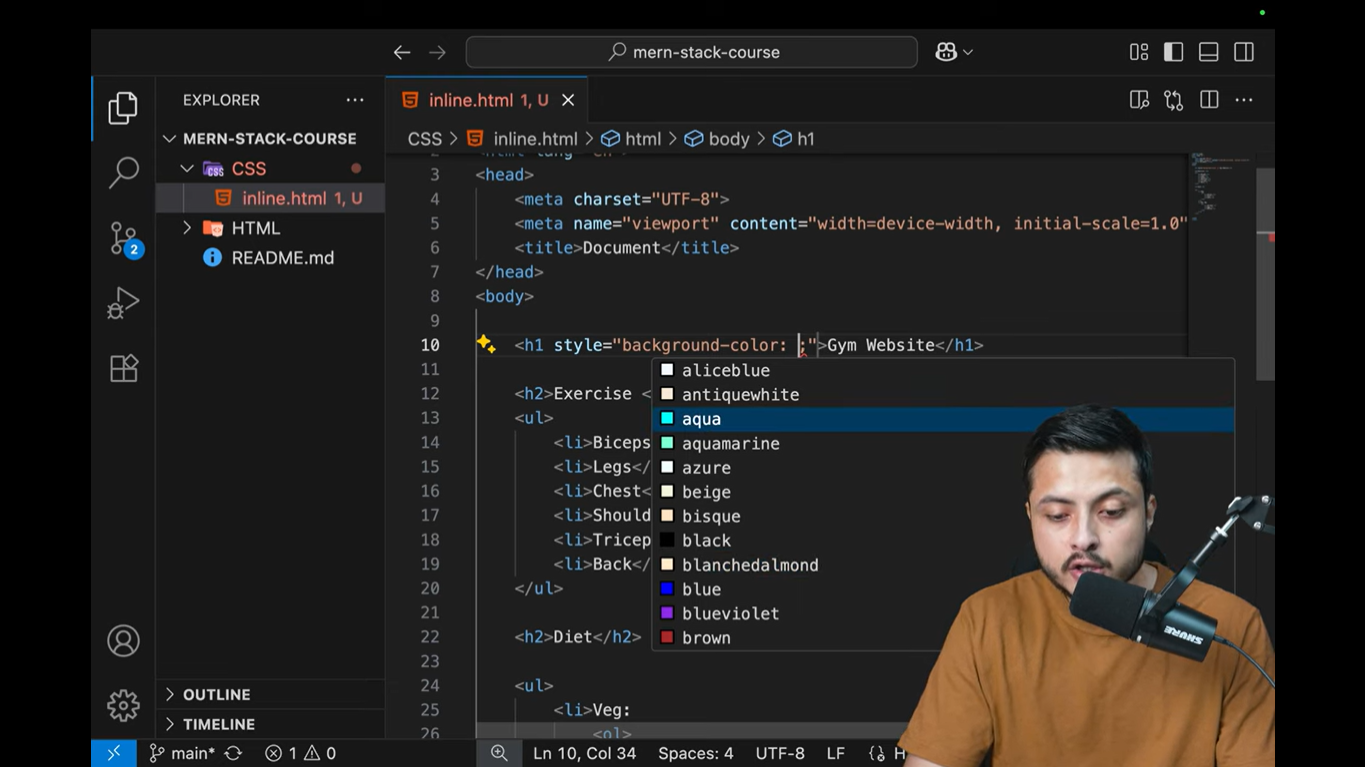 mern-stack-course
EXPLORER
inline.html 1, U
MERN-STACK-COURSE
CSS
inline.html 1, U
HTML
README.md
OUTLINE
TIMELINE
CSS > inline.html > html > body > h1
3 <head>
4 <meta charset="UTF-8">
5 <meta name="viewport" content="width=device-width, initial-scale=1.0"
6 <title>Document</title>
7 </head>
8 <body>
9
10 <h1 style="background-color: ;">Gym Website</h1>
11
12 <h2>Exercise <
13 <ul>
14 <li>Biceps
15 <li>Legs</
16 <li>Chest<
17 <li>Should
18 <li>Tricep
19 <li>Back</
20 </ul>
21
22 <h2>Diet</h2>
23
24 <ul>
25 <li>Veg:
26 <ol>
aliceblue
antiquewhite
aqua
aquamarine
azure
beige
bisque
black
blanchedalmond
blue
blueviolet
brown
2
SHURE
main* 1 0 Ln 10, Col 34 Spaces: 4 UTF-8 LF {} H